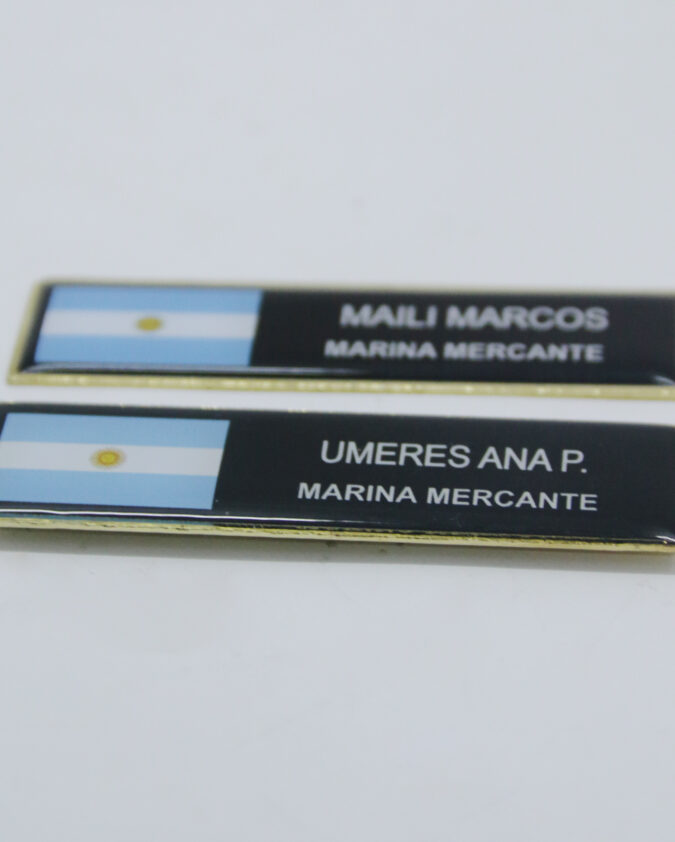 MAILI MARCOS
MARINA MERCANTE
UMERES ANA P.
MARINA MERCANTE